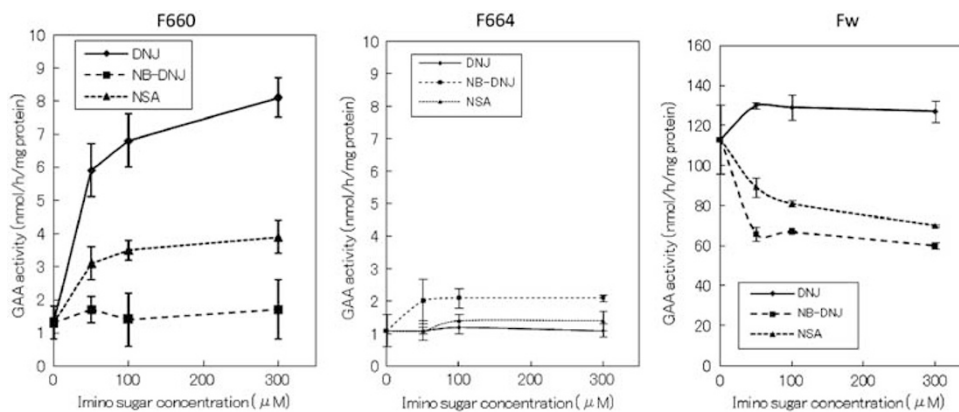 F660
10
9
8
7
6
5
4
3
2
1
0
GAA activity (nmol/h/mg protein)
DNJ
NB-DNJ
NSA
0 100 200 300
Imino sugar concentration ( μM)
F664
10
9
8
7
6
5
4
3
2
1
0
GAA activity (nmol/h/mg protein)
DNJ
NB-DNJ
NSA
0 100 200 300
Imino sugar concentration ( μM)
Fw
160
140
120
100
80
60
40
20
0
GAA activity (nmol/h/mg protein)
DNJ
NB-DNJ
NSA
0 100 200 300
Imino sugar concentration ( μM)